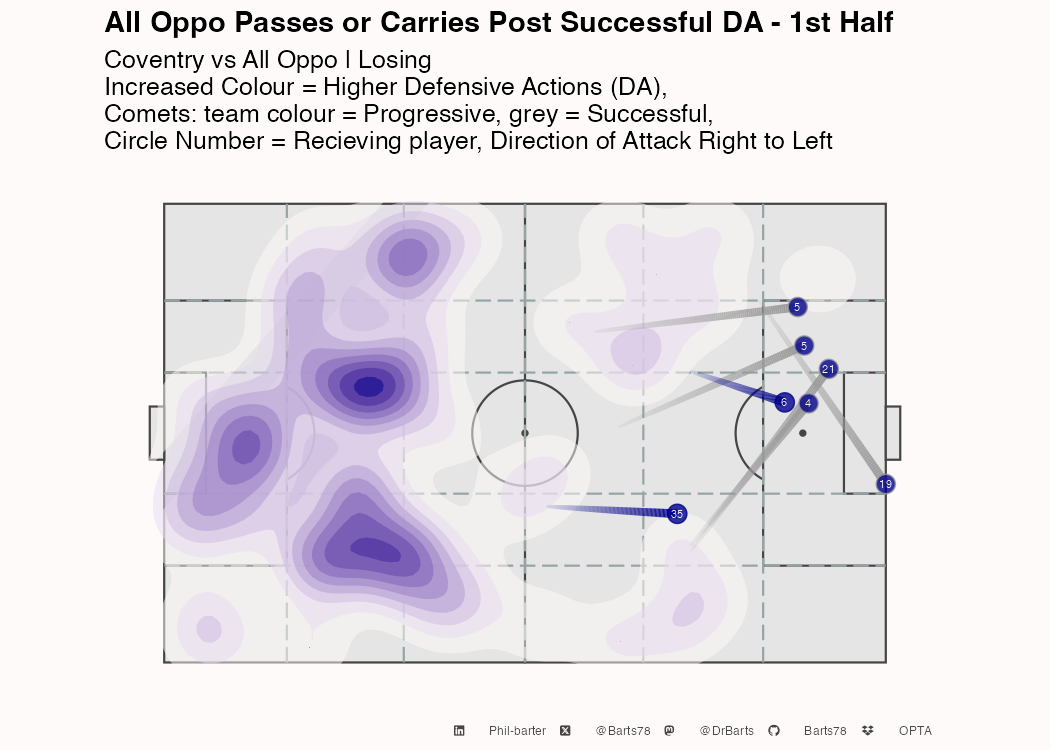 All Oppo Passes or Carries Post Successful DA - 1st Half
Coventry vs All Oppo | Losing
Increased Colour = Higher Defensive Actions (DA),
Comets: team colour = Progressive, grey = Successful,
Circle Number = Recieving player, Direction of Attack Right to Left
5
5
21
6
4
19
35
Phil-barter @Barts78 @DrBarts Barts78 OPTA